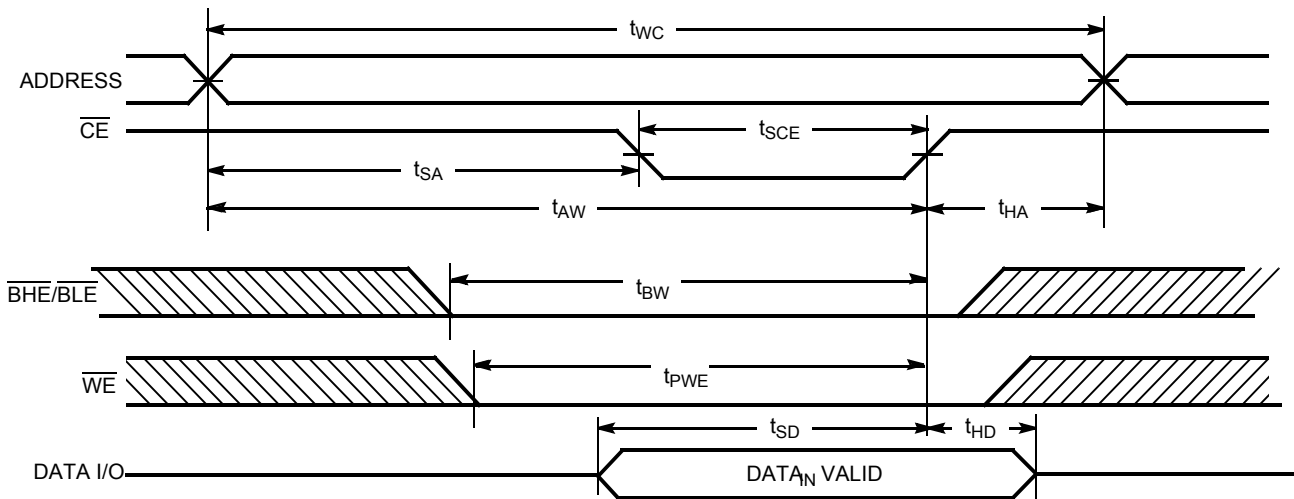 tWC
ADDRESS
CE
tSCE
tSA
tAW
tHA
BHE/BLE
tBW
WE
tPWE
tSD
tHD
DATA I/O
DATAIN VALID